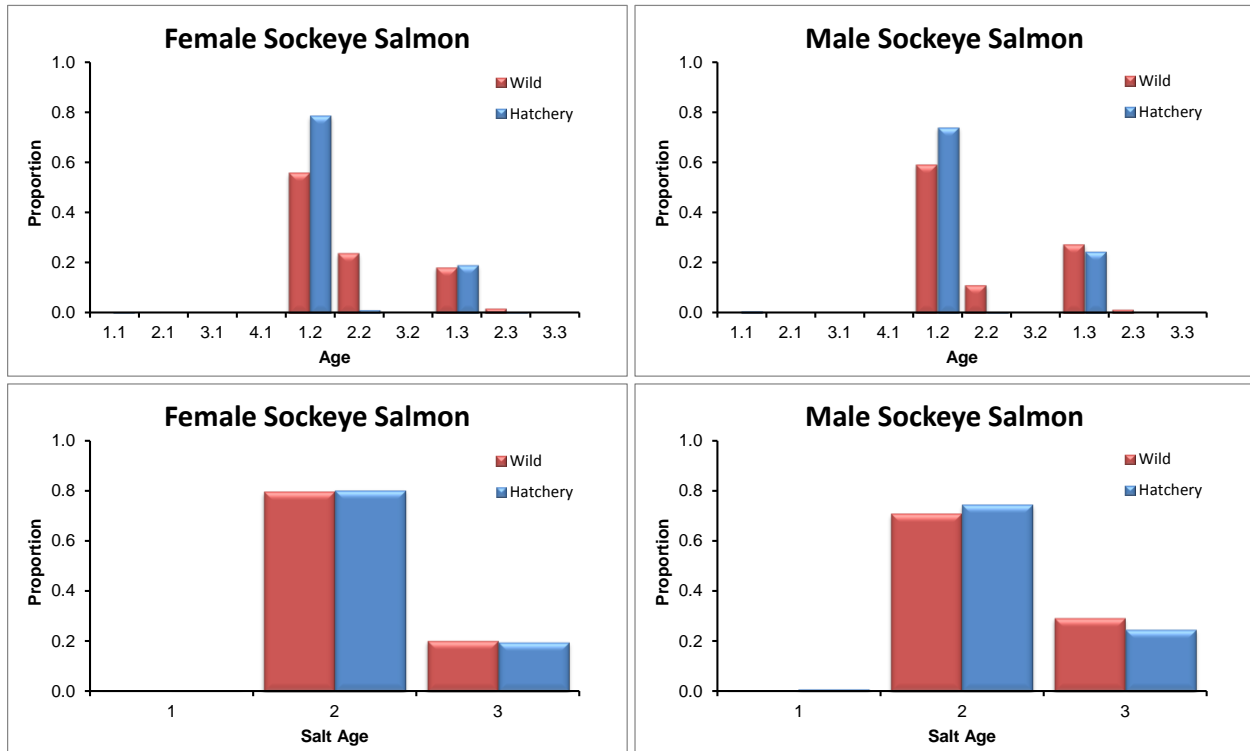 Female Sockeye Salmon
1.0
0.8
0.6
0.4
0.2
0.0
Proportion
Wild
Hatchery
1.1 2.1 3.1 4.1 1.2 2.2 3.2 1.3 2.3 3.3
Age
Male Sockeye Salmon
1.0
0.8
0.6
0.4
0.2
0.0
Proportion
Wild
Hatchery
1.1 2.1 3.1 4.1 1.2 2.2 3.2 1.3 2.3 3.3
Age
Female Sockeye Salmon
1.0
0.8
0.6
0.4
0.2
0.0
Proportion
Wild
Hatchery
1 2 3
Salt Age
Male Sockeye Salmon
1.0
0.8
0.6
0.4
0.2
0.0
Proportion
Wild
Hatchery
1 2 3
Salt Age